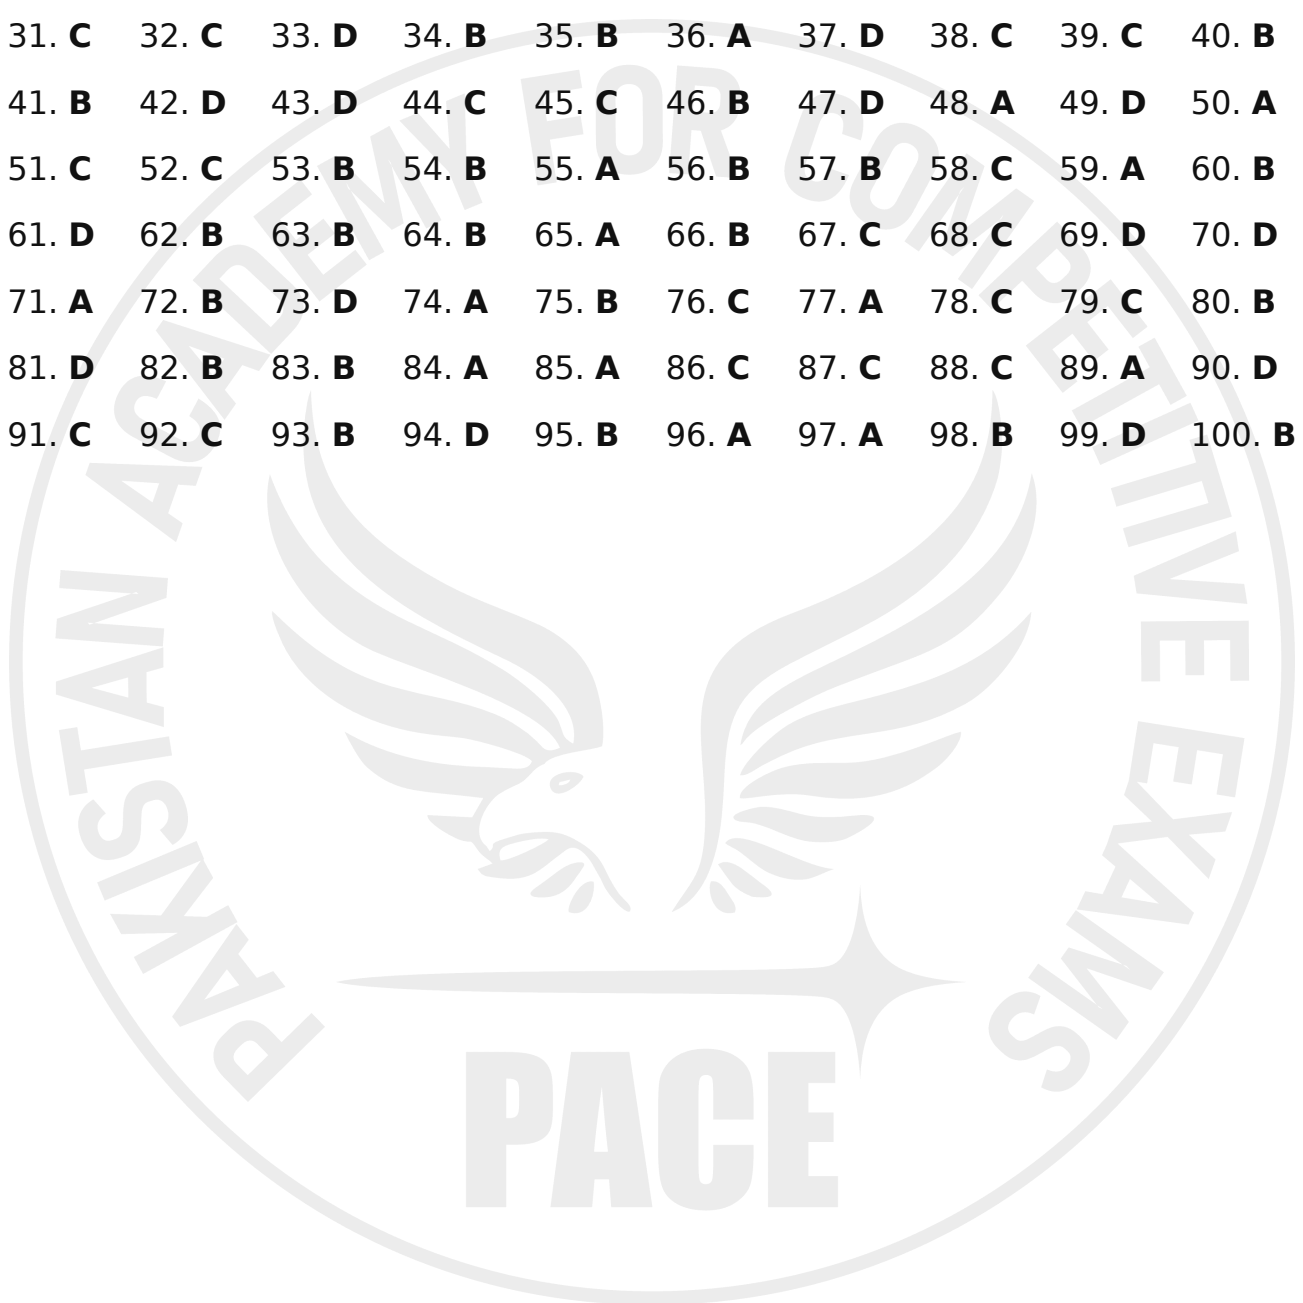 31. C 32. C 33. D 34. B 35. B 36. A 37. D 38. C 39. C 40. B
41. B 42. D 43. D 44. C 45. C 46. B 47. D 48. A 49. D 50. A
51. C 52. C 53. B 54. B 55. A 56. B 57. B 58. C 59. A 60. B
61. D 62. B 63. B 64. B 65. A 66. B 67. C 68. C 69. D 70. D
71. A 72. B 73. D 74. A 75. B 76. C 77. A 78. C 79. C 80. B
81. D 82. B 83. B 84. A 85. A 86. C 87. C 88. C 89. A 90. D
91. C 92. C 93. B 94. D 95. B 96. A 97. A 98. B 99. D 100. B
PAKISTAN ACADEMY FOR COMPETITIVE EXAMS
PACE